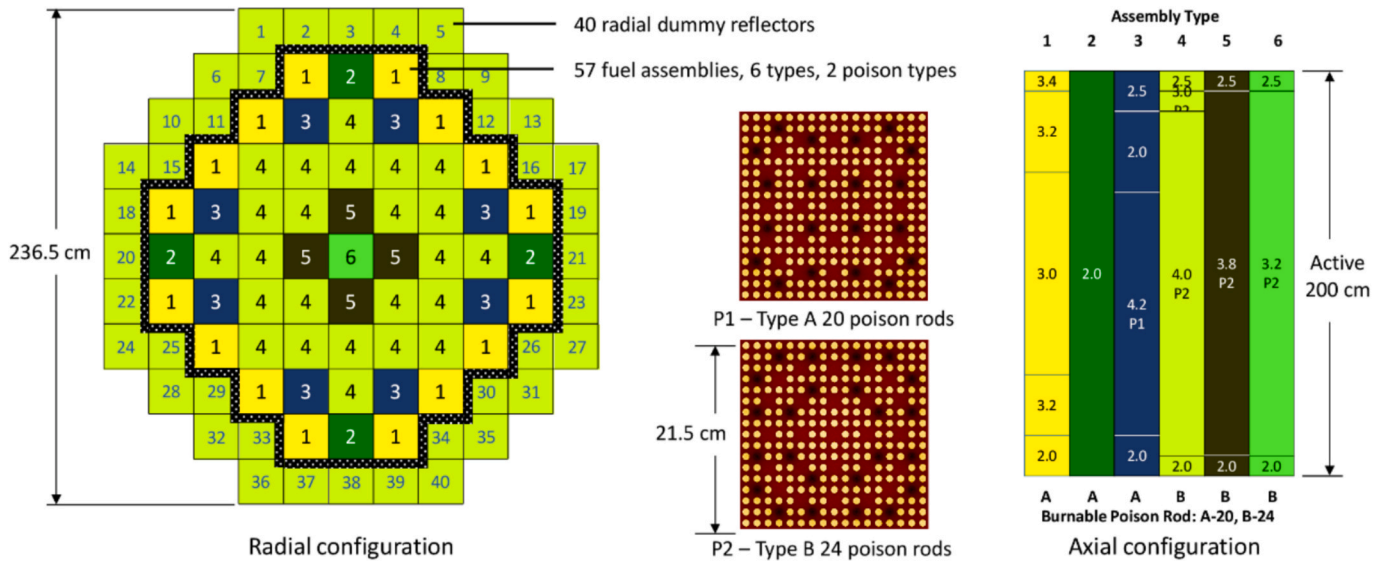 1 2 3 4 5
6 7 1 2 1 8 9
10 11 1 3 4 3 1 12 13
14 15 1 4 4 4 4 4 1 16 17
18 1 3 4 4 5 4 4 3 1 19
20 2 4 4 5 6 5 4 4 2 21
22 1 3 4 4 5 4 4 3 1 23
24 25 1 4 4 4 4 4 1 26 27
28 29 1 3 4 3 1 30 31
32 33 1 2 1 34 35
36 37 38 39 40
236.5 cm
Radial configuration
40 radial dummy reflectors
57 fuel assemblies, 6 types, 2 poison types
P1 – Type A 20 poison rods
21.5 cm
P2 – Type B 24 poison rods
Assembly Type
1 2 3 4 5 6
3.4
3.2
3.0
3.2
2.0
2.0
2.5
2.0
4.2
P1
2.0
2.5
3.0
P2
4.0
P2
2.0
2.5
3.8
P2
2.0
2.5
3.2
P2
2.0
Active
200 cm
A A A B B B
Burnable Poison Rod: A-20, B-24
Axial configuration